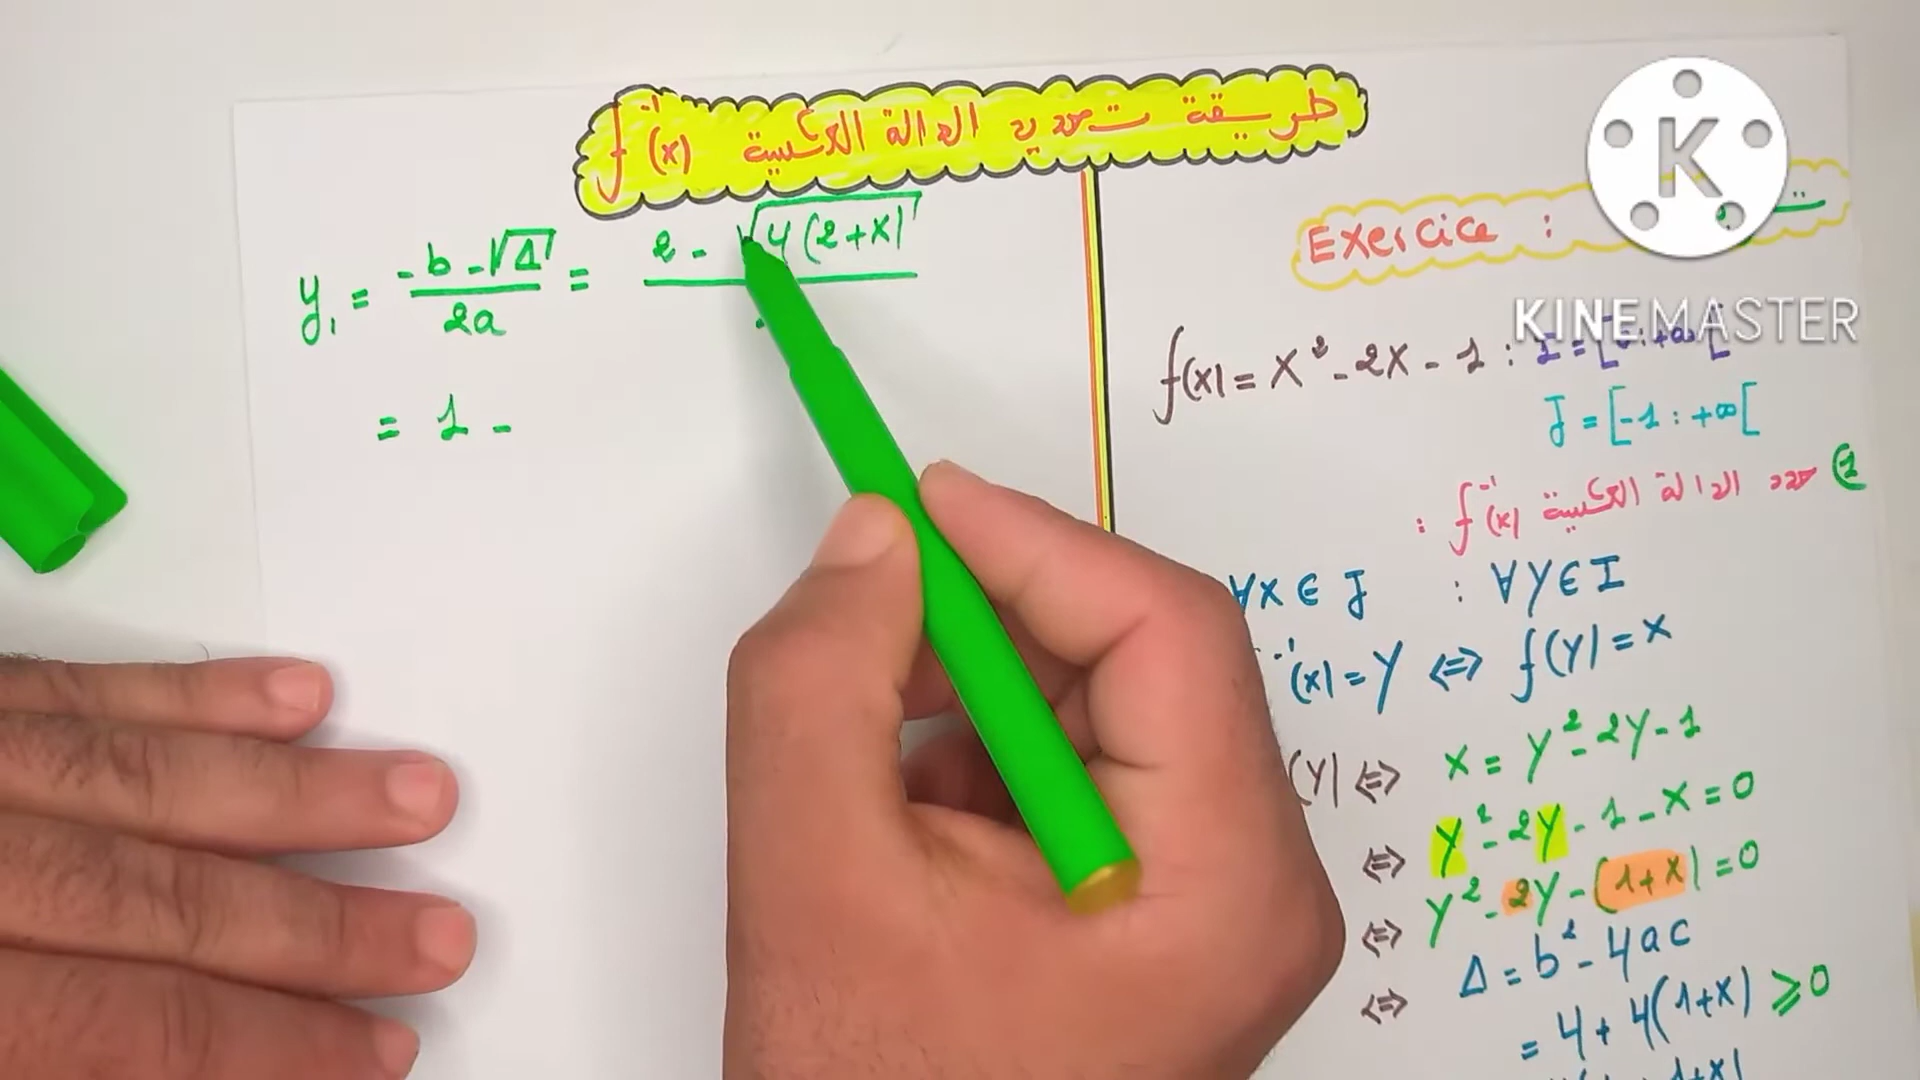 طريقة تحديد الدالة العكسية f⁻¹(x)
y₁ = (-b - √Δ) / 2a = 2 - √4(2+x)
= 1 -
Exercice :
f(x) = x² - 2x - 1 : I = [ : +∞[
J = [-1 : +∞[
① حدد الدالة العكسية f⁻¹(x) :
∀x ∈ J : ∀y ∈ I
⁻¹(x) = y ⇔ f(y) = x
(y) ⇔ x = y² - 2y - 1
⇔ y² - 2y - 1 - x = 0
⇔ y² - 2y - (1+x) = 0
⇔ Δ = b² - 4ac
= 4 + 4(1+x) ⩾ 0
KINEMASTER